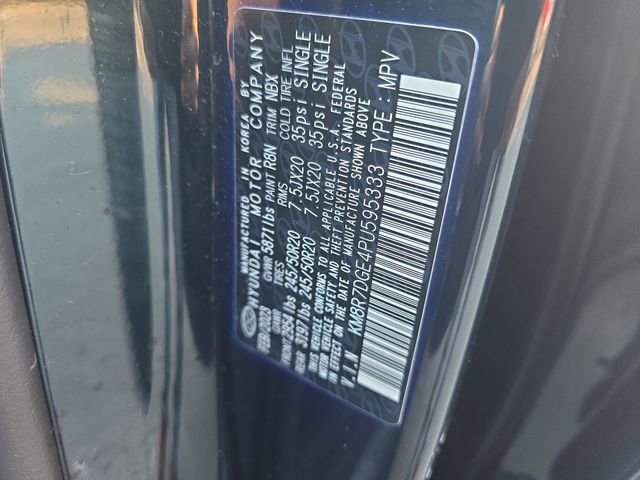 MANUFACTURED IN KOREA BY
HYUNDAI MOTOR COMPANY
FEB/2023 GVWR 5871 lbs PAINT R8N TRIM NBX
GAWR TIRES RIMS COLD TIRE INFL.
FRONT 2954 lbs 245/50R20 7.5JX20 35psi SINGLE
REAR 3097 lbs 245/50R20 7.5JX20 35psi SINGLE
THIS VEHICLE CONFORMS TO ALL APPLICABLE U.S.A. FEDERAL
MOTOR VEHICLE SAFETY AND THEFT PREVENTION STANDARDS
IN EFFECT ON THE DATE OF MANUFACTURE SHOWN ABOVE
V.I.N KM8R7DGE4PU595333 TYPE : MPV